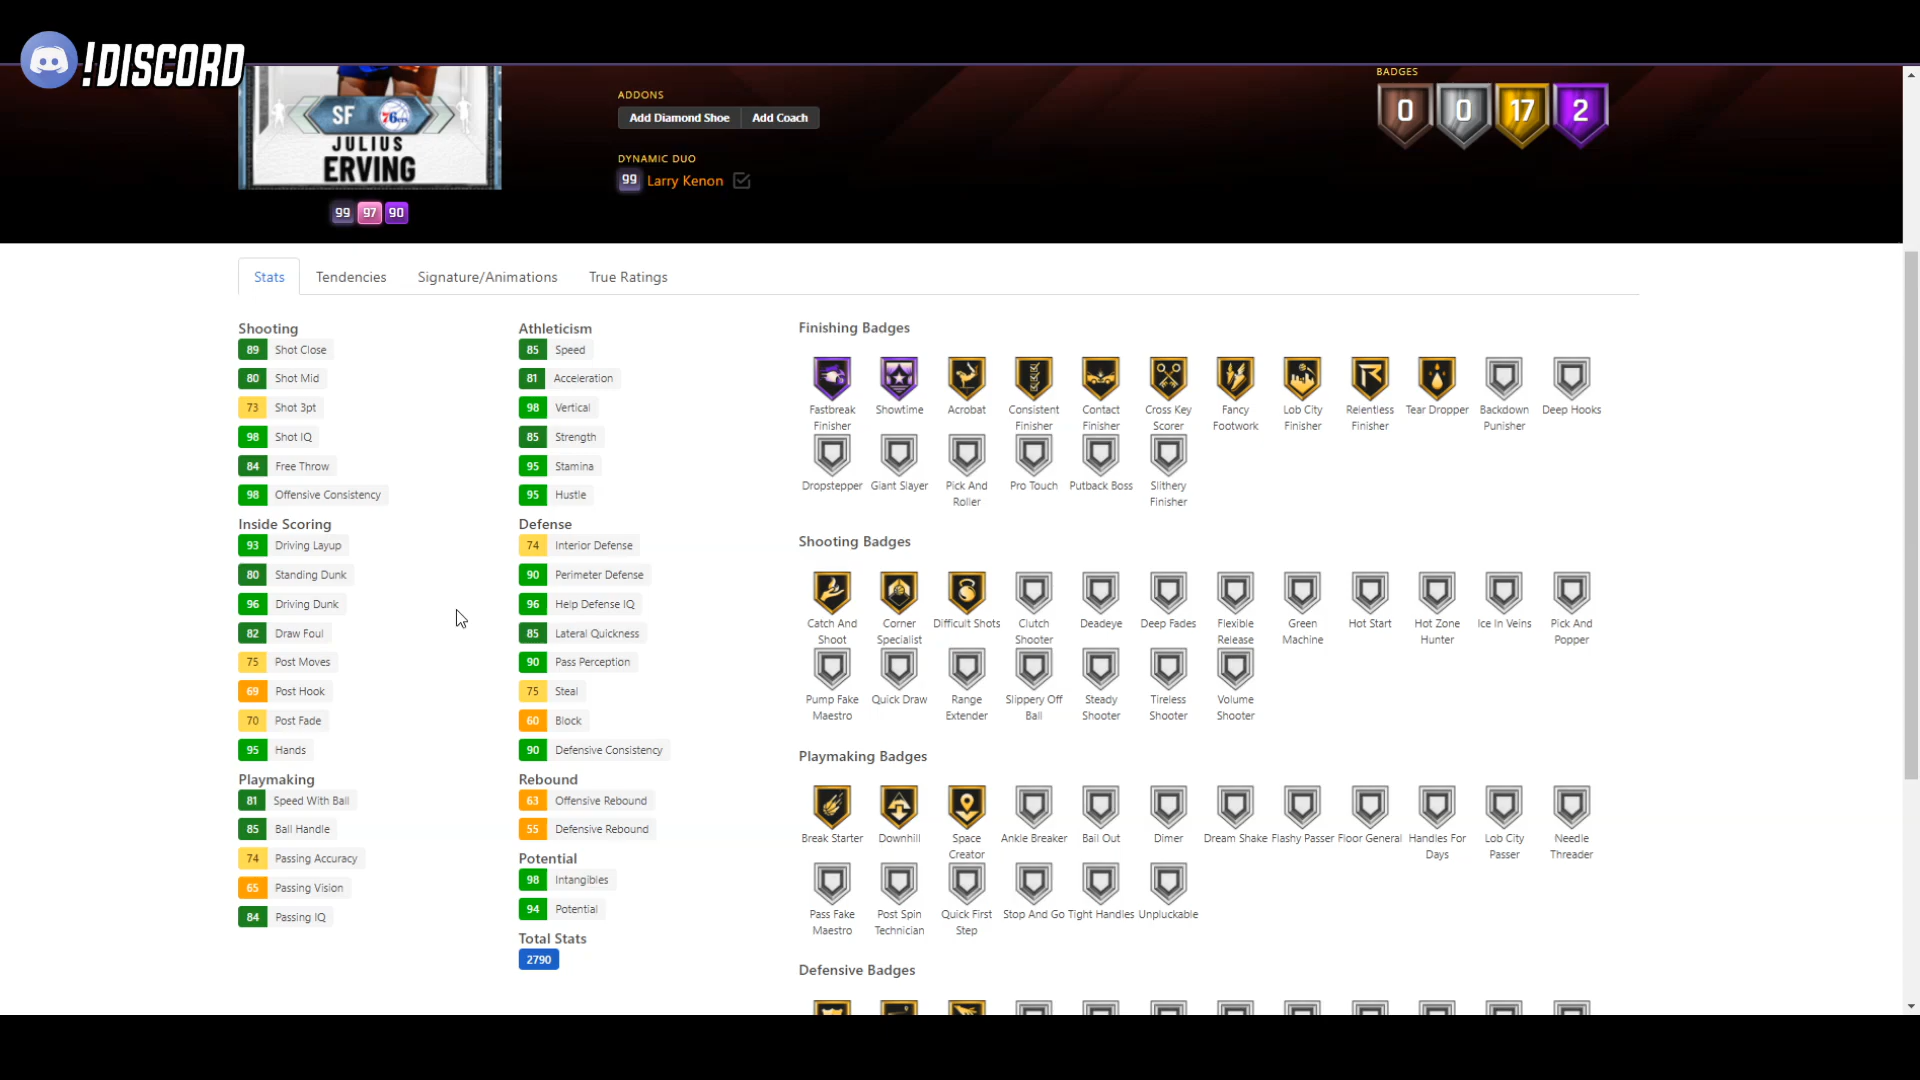 !DISCORD
SF
76ers
JULIUS
ERVING
99 97 90
ADDONS
Add Diamond Shoe Add Coach
DYNAMIC DUO
99 Larry Kenon
BADGES
0 0 17 2
Stats Tendencies Signature/Animations True Ratings
Shooting
89 Shot Close
80 Shot Mid
73 Shot 3pt
98 Shot IQ
84 Free Throw
98 Offensive Consistency
Inside Scoring
93 Driving Layup
80 Standing Dunk
96 Driving Dunk
82 Draw Foul
75 Post Moves
69 Post Hook
70 Post Fade
95 Hands
Playmaking
81 Speed With Ball
85 Ball Handle
74 Passing Accuracy
65 Passing Vision
84 Passing IQ
Athleticism
85 Speed
81 Acceleration
98 Vertical
85 Strength
95 Stamina
95 Hustle
Defense
74 Interior Defense
90 Perimeter Defense
96 Help Defense IQ
85 Lateral Quickness
90 Pass Perception
75 Steal
60 Block
90 Defensive Consistency
Rebound
63 Offensive Rebound
55 Defensive Rebound
Potential
98 Intangibles
94 Potential
Total Stats
2790
Finishing Badges
Fastbreak Showtime Acrobat Consistent Contact Cross Key Fancy Lob City Relentless Tear Dropper Backdown Deep Hooks
Finisher Finisher Finisher Scorer Footwork Finisher Finisher Punisher
Dropstepper Giant Slayer Pick And Pro Touch Putback Boss Slithery
Roller Finisher
Shooting Badges
Catch And Corner Difficult Shots Clutch Deadeye Deep Fades Flexible Green Hot Start Hot Zone Ice In Veins Pick And
Shoot Specialist Shooter Release Machine Hunter Popper
Pump Fake Quick Draw Range Slippery Off Steady Tireless Volume
Maestro Extender Ball Shooter Shooter Shooter
Playmaking Badges
Break Starter Downhill Space Ankle Breaker Bail Out Dimer Dream Shake Flashy Passer Floor General Handles For Lob City Needle
Creator Days Passer Threader
Pass Fake Post Spin Quick First Stop And Go Tight Handles Unpluckable
Maestro Technician Step
Defensive Badges